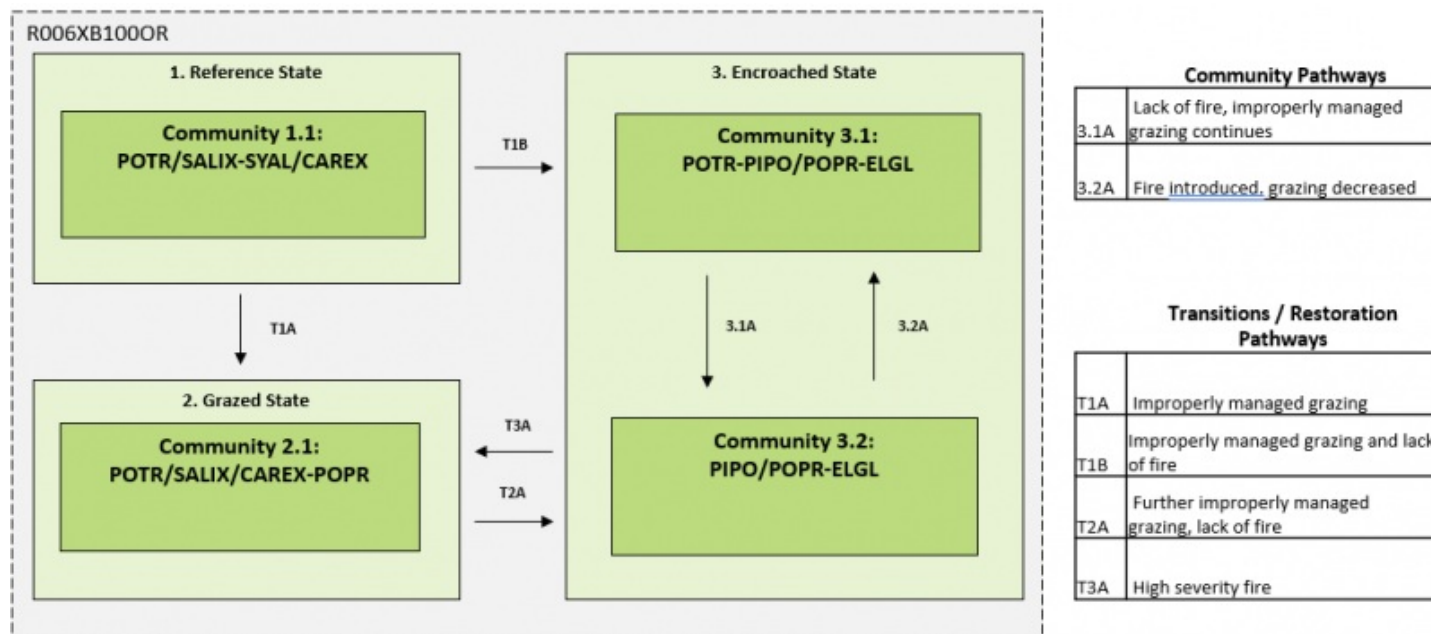 R006XB100OR
1. Reference State
Community 1.1:
POTR/SALIX-SYAL/CAREX
T1B
T1A
2. Grazed State
Community 2.1:
POTR/SALIX/CAREX-POPR
T3A
T2A
3. Encroached State
Community 3.1:
POTR-PIPO/POPR-ELGL
3.1A
3.2A
Community 3.2:
PIPO/POPR-ELGL
Community Pathways
3.1A
Lack of fire, improperly managed
grazing continues
3.2A
Fire introduced, grazing decreased
Transitions / Restoration
Pathways
T1A
Improperly managed grazing
T1B
Improperly managed grazing and lack
of fire
T2A
Further improperly managed
grazing, lack of fire
T3A
High severity fire